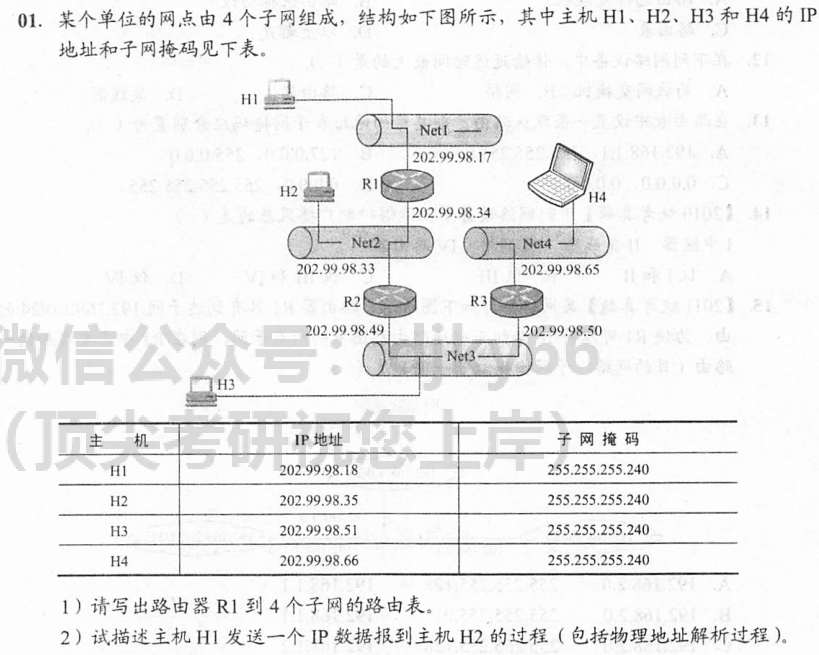 01. 某个单位的网点由 4 个子网组成，结构如下图所示，其中主机 H1、H2、H3 和 H4 的 IP
地址和子网掩码见下表。
H1
Net1
202.99.98.17
H2
R1
H4
202.99.98.34
Net2
Net4
202.99.98.33
202.99.98.65
R2
R3
202.99.98.49
202.99.98.50
Net3
H3
微信公众号：
(顶尖考研祝您上岸)
主 机 IP 地址 子 网 掩 码
H1 202.99.98.18 255.255.255.240
H2 202.99.98.35 255.255.255.240
H3 202.99.98.51 255.255.255.240
H4 202.99.98.66 255.255.255.240
1）请写出路由器 R1 到 4 个子网的路由表。
2）试描述主机 H1 发送一个 IP 数据报到主机 H2 的过程（包括物理地址解析过程）。